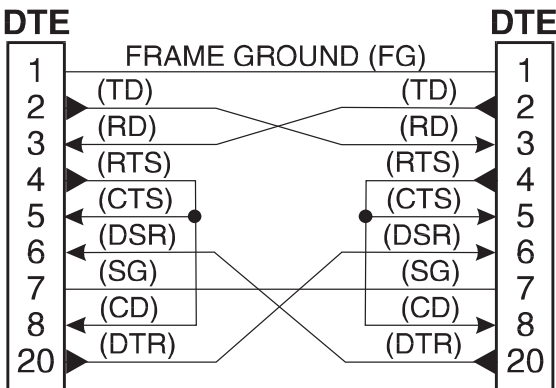 DTE DTE
1 FRAME GROUND (FG) 1
2 (TD) (TD) 2
3 (RD) (RD) 3
4 (RTS) (RTS) 4
5 (CTS) (CTS) 5
6 (DSR) (DSR) 6
7 (SG) (SG) 7
8 (CD) (CD) 8
20 (DTR) (DTR) 20